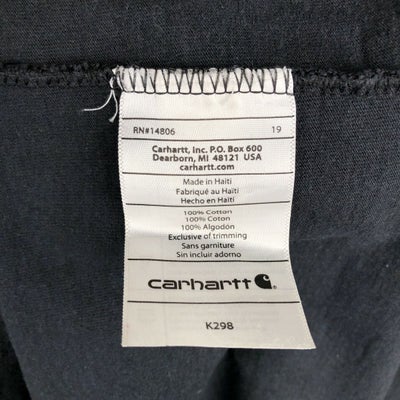 RN#14806 19
Carhartt, Inc. P.O. Box 600
Dearborn, MI 48121 USA
carhartt.com
Made in Haiti
Fabriqué au Haïti
Hecho en Haití
100% Cotton
100% Coton
100% Algodón
Exclusive of trimming
Sans garniture
Sin incluir adorno
carhartt
K298